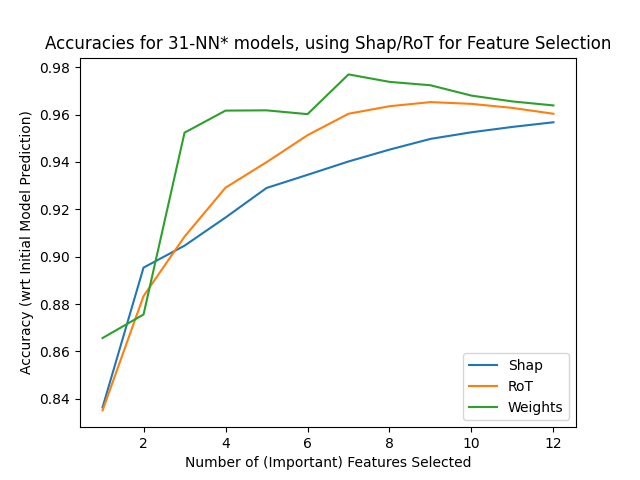 Accuracies for 31-NN* models, using Shap/RoT for Feature Selection
Accuracy (wrt Initial Model Prediction)
0.98
0.96
0.94
0.92
0.90
0.88
0.86
0.84
Shap
RoT
Weights
2 4 6 8 10 12
Number of (Important) Features Selected